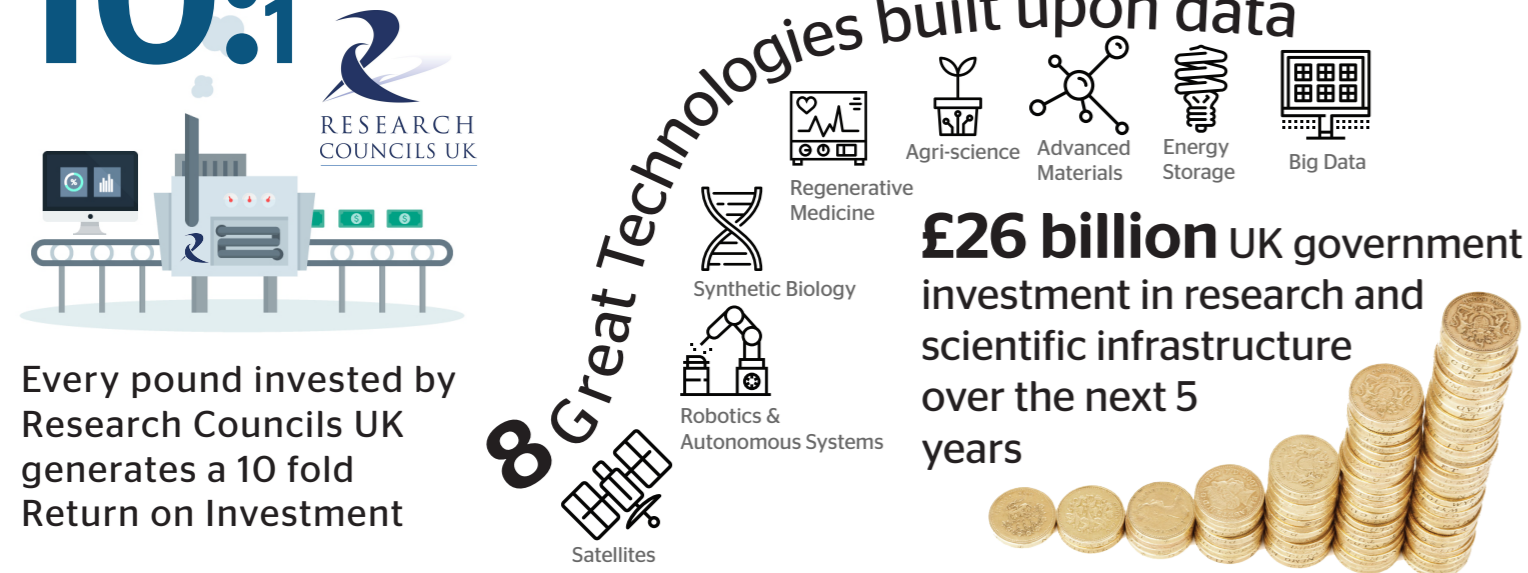 10:1
RESEARCH
COUNCILS UK
Every pound invested by
Research Councils UK
generates a 10 fold
Return on Investment
8 Great Technologies built upon data
Satellites
Robotics &
Autonomous Systems
Synthetic Biology
Regenerative
Medicine
Agri-science
Advanced
Materials
Energy
Storage
Big Data
£26 billion UK government
investment in research and
scientific infrastructure
over the next 5
years